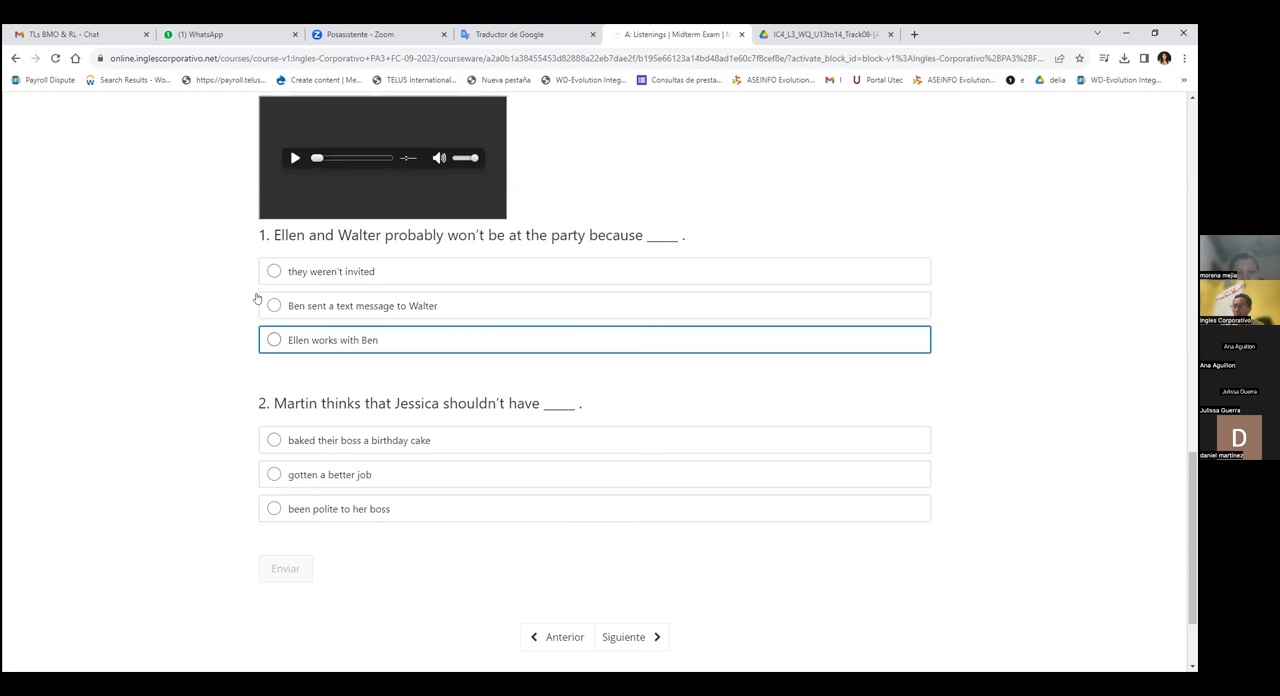 TLs BMO & RL - Chat
(1) WhatsApp
Posasistente - Zoom
Traductor de Google
A: Listenings | Midterm Exam |
IC4_L3_WQ_U13to14_Track08-[A
online.inglescorporativo.net/courses/course-v1:Ingles-Corporativo+PA3+FC-09-2023/courseware/a2a0b1a38455453d82888a22eb7dae2f/b195e66123a14bd48ad1e60c7f8cef8e/?activate_block_id=block-v1%3AIngles-Corporativo%2BPA3%2BF...
Payroll Dispute
Search Results - Wo...
https://payroll.telus...
Create content | Me...
TELUS International...
Nueva pestaña
WD-Evolution Integ...
Consultas de presta...
ASEINFO Evolution...
M I
Portal Utec
ASEINFO Evolution...
e
delia
WD-Evolution Integ...
1. Ellen and Walter probably won't be at the party because _____ .
they weren't invited
Ben sent a text message to Walter
Ellen works with Ben
2. Martin thinks that Jessica shouldn't have _____ .
baked their boss a birthday cake
gotten a better job
been polite to her boss
Enviar
Anterior
Siguiente
morena mejia
Ingles Corporativo
Ana Aguillon
Ana Aguillon
Julissa Guerra
Julissa Guerra
D
daniel martinez